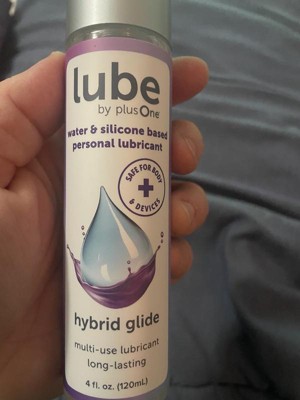 lube
by plusOne
water & silicone based
personal lubricant
SAFE FOR BODY
& DEVICES
hybrid glide
multi-use lubricant
long-lasting
4 fl. oz. (120mL)